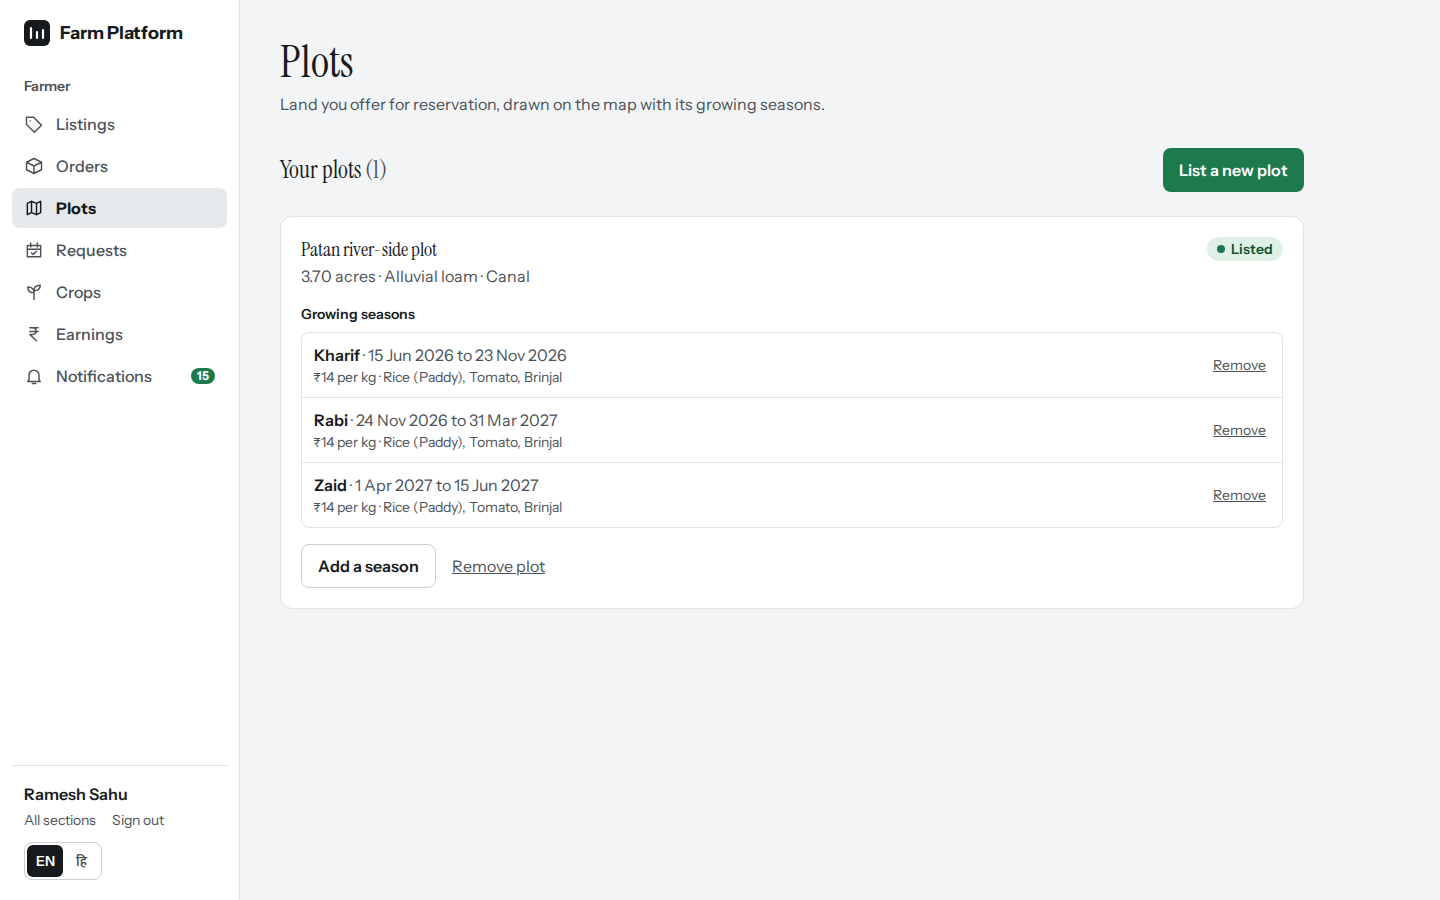 Farm Platform
Farmer
Listings
Orders
Plots
Requests
Crops
Earnings
Notifications 15
Ramesh Sahu
All sections Sign out
EN हि
Plots
Land you offer for reservation, drawn on the map with its growing seasons.
Your plots (1)
List a new plot
Patan river-side plot
Listed
3.70 acres · Alluvial loam · Canal
Growing seasons
Kharif · 15 Jun 2026 to 23 Nov 2026
₹14 per kg · Rice (Paddy), Tomato, Brinjal
Remove
Rabi · 24 Nov 2026 to 31 Mar 2027
₹14 per kg · Rice (Paddy), Tomato, Brinjal
Remove
Zaid · 1 Apr 2027 to 15 Jun 2027
₹14 per kg · Rice (Paddy), Tomato, Brinjal
Remove
Add a season Remove plot